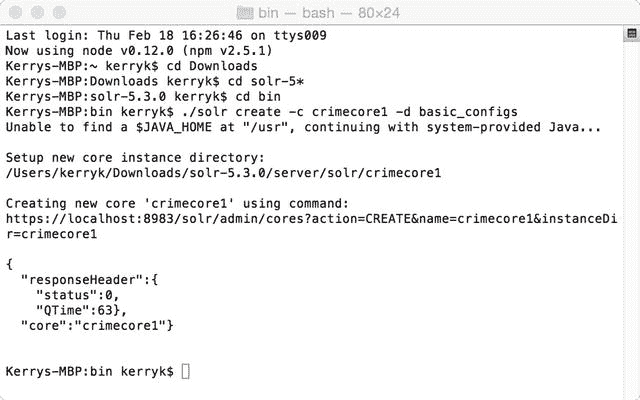 bin — bash — 80×24
Last login: Thu Feb 18 16:26:46 on ttys009
Now using node v0.12.0 (npm v2.5.1)
Kerrys-MBP:~ kerryk$ cd Downloads
Kerrys-MBP:Downloads kerryk$ cd solr-5*
Kerrys-MBP:solr-5.3.0 kerryk$ cd bin
Kerrys-MBP:bin kerryk$ ./solr create -c crimecore1 -d basic_configs
Unable to find a $JAVA_HOME at "/usr", continuing with system-provided Java...
Setup new core instance directory:
/Users/kerryk/Downloads/solr-5.3.0/server/solr/crimecore1
Creating new core 'crimecore1' using command:
https://localhost:8983/solr/admin/cores?action=CREATE&name=crimecore1&instanceDi
r=crimecore1
{
  "responseHeader":{
    "status":0,
    "QTime":63},
  "core":"crimecore1"}
Kerrys-MBP:bin kerryk$